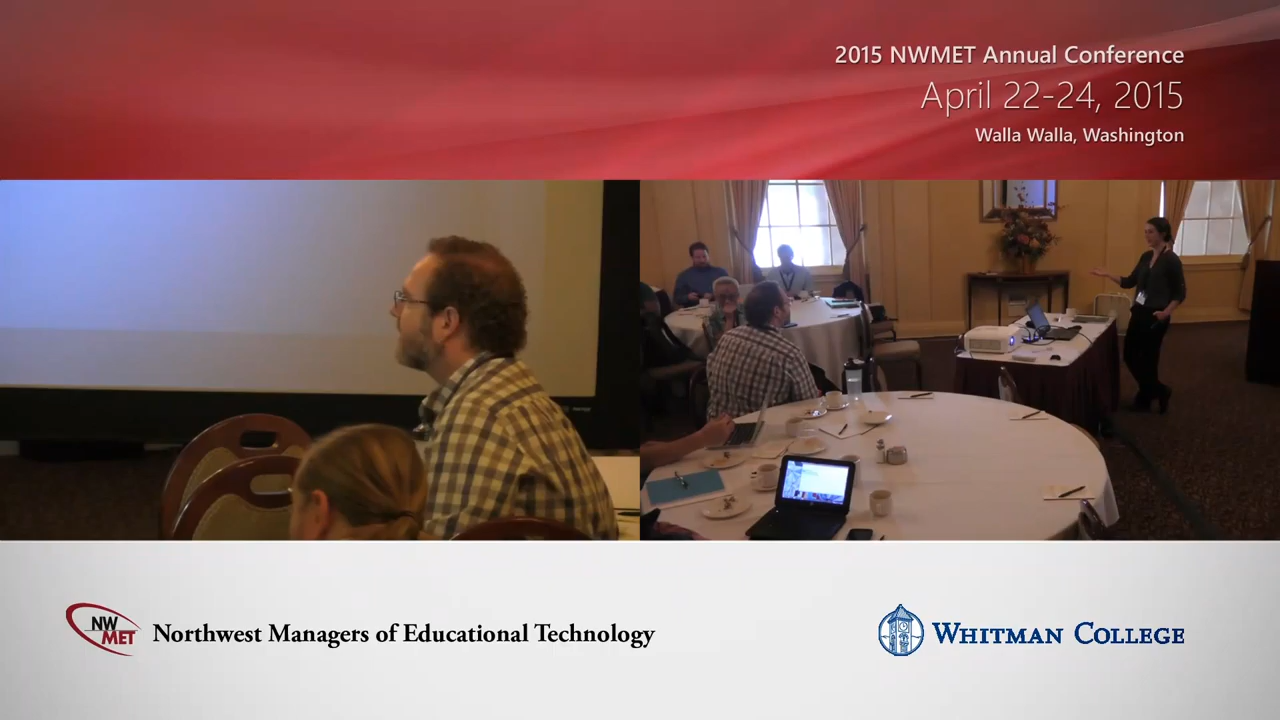 2015 NWMET Annual Conference
April 22-24, 2015
Walla Walla, Washington
NW
MET
Northwest Managers of Educational Technology
WHITMAN COLLEGE